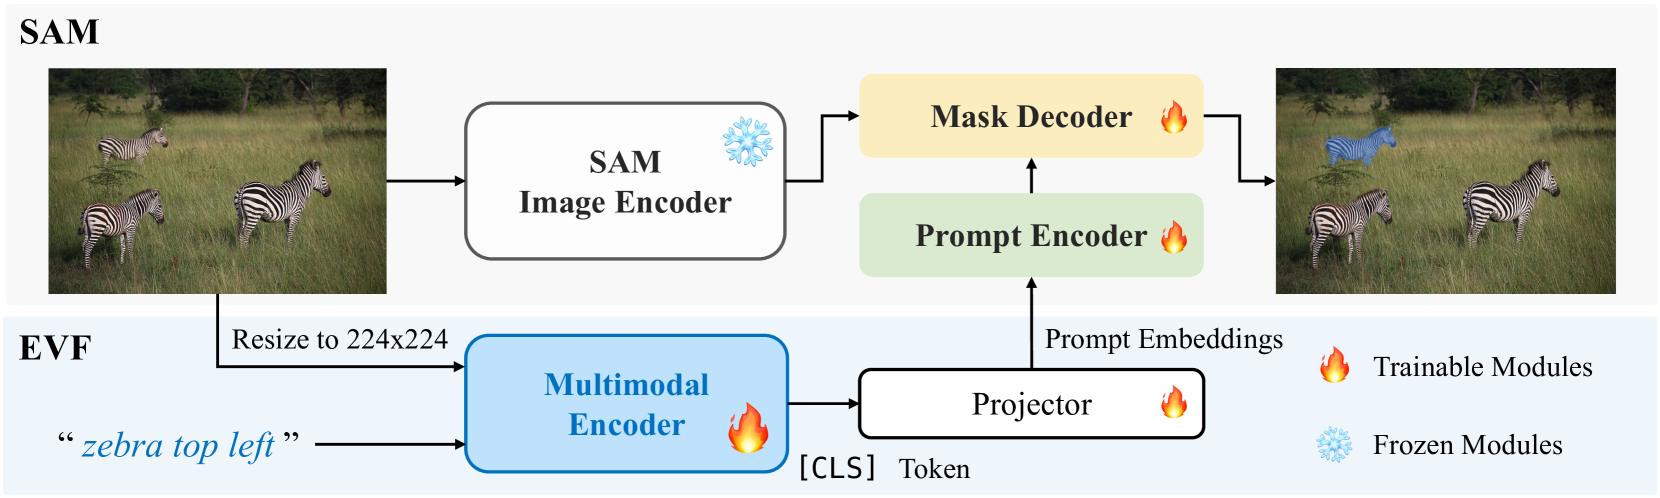 SAM
SAM
Image Encoder
Mask Decoder
Prompt Encoder
EVF
Resize to 224x224
Prompt Embeddings
Multimodal
Encoder
Projector
“ zebra top left ”
[CLS] Token
Trainable Modules
Frozen Modules